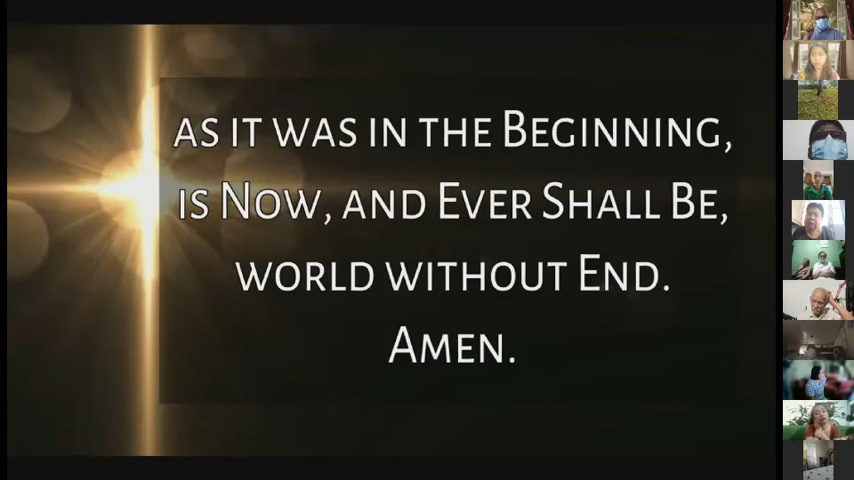 AS IT WAS IN THE BEGINNING,
IS NOW, AND EVER SHALL BE,
WORLD WITHOUT END.
AMEN.